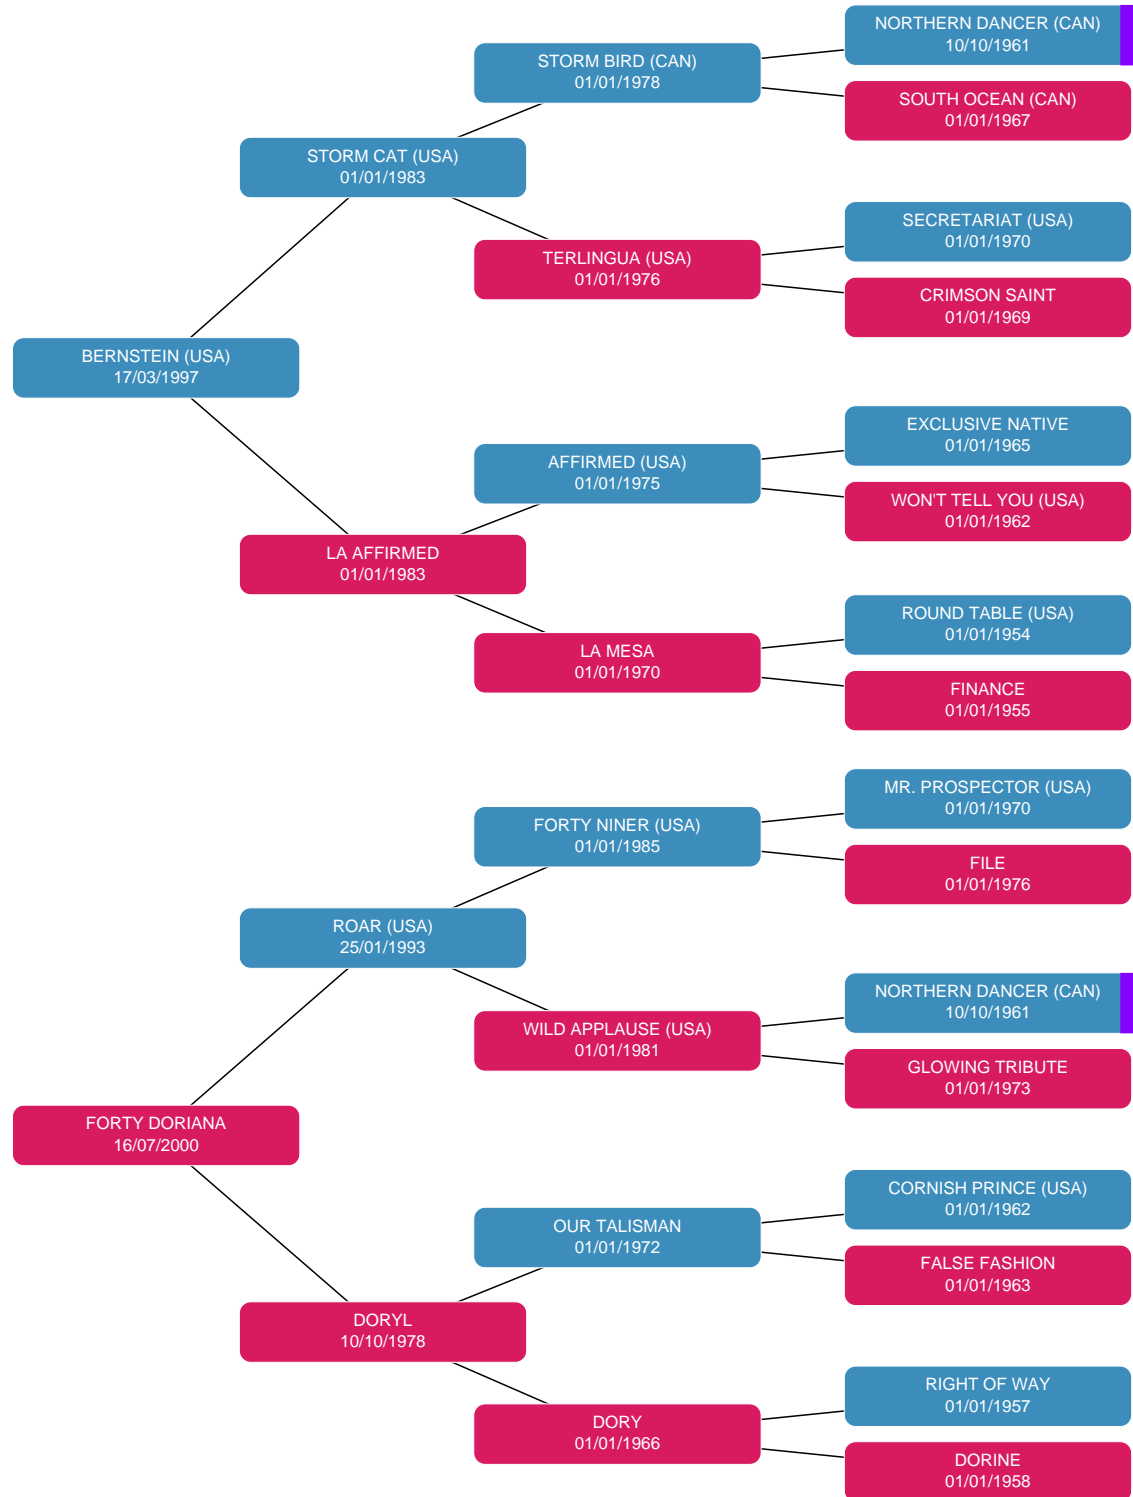 NORTHERN DANCER (CAN)
10/10/1961
STORM BIRD (CAN)
01/01/1978
SOUTH OCEAN (CAN)
01/01/1967
STORM CAT (USA)
01/01/1983
SECRETARIAT (USA)
01/01/1970
TERLINGUA (USA)
01/01/1976
CRIMSON SAINT
01/01/1969
BERNSTEIN (USA)
17/03/1997
EXCLUSIVE NATIVE
01/01/1965
AFFIRMED (USA)
01/01/1975
WON'T TELL YOU (USA)
01/01/1962
LA AFFIRMED
01/01/1983
ROUND TABLE (USA)
01/01/1954
LA MESA
01/01/1970
FINANCE
01/01/1955
MR. PROSPECTOR (USA)
01/01/1970
FORTY NINER (USA)
01/01/1985
FILE
01/01/1976
ROAR (USA)
25/01/1993
NORTHERN DANCER (CAN)
10/10/1961
WILD APPLAUSE (USA)
01/01/1981
GLOWING TRIBUTE
01/01/1973
FORTY DORIANA
16/07/2000
CORNISH PRINCE (USA)
01/01/1962
OUR TALISMAN
01/01/1972
FALSE FASHION
01/01/1963
DORYL
10/10/1978
RIGHT OF WAY
01/01/1957
DORY
01/01/1966
DORINE
01/01/1958